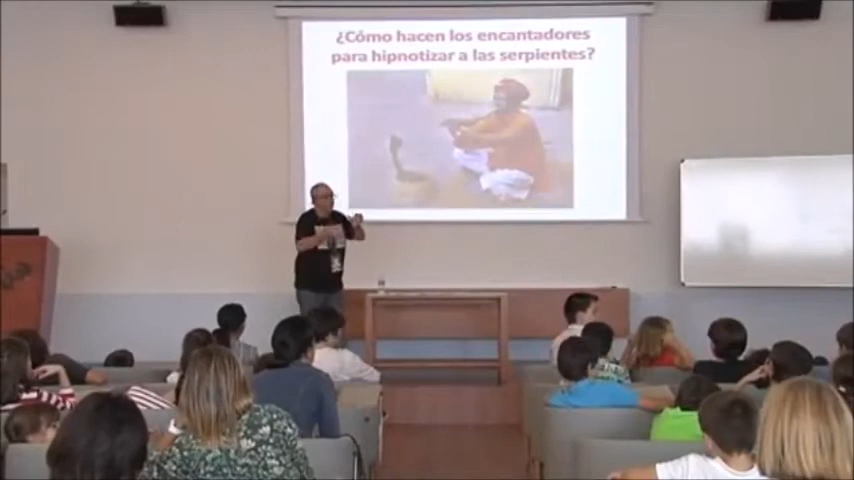 ¿Cómo hacen los encantadores
para hipnotizar a las serpientes?